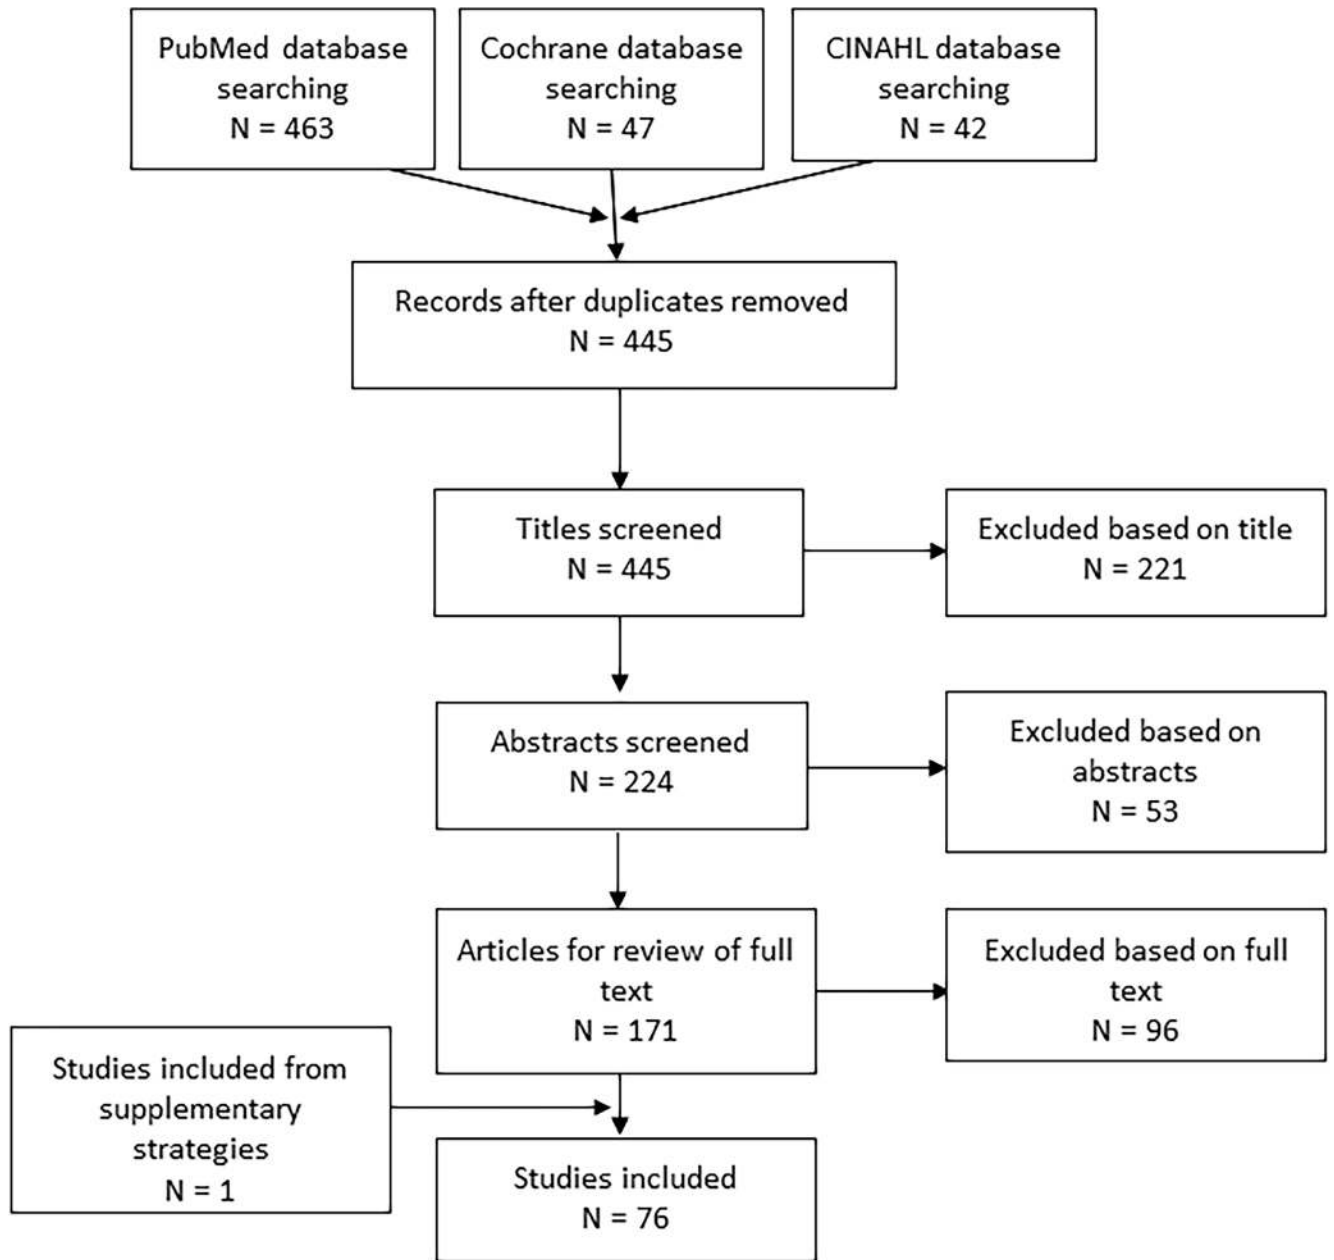 PubMed database
searching
N = 463
Cochrane database
searching
N = 47
CINAHL database
searching
N = 42
Records after duplicates removed
N = 445
Titles screened
N = 445
Excluded based on title
N = 221
Abstracts screened
N = 224
Excluded based on
abstracts
N = 53
Articles for review of full
text
N = 171
Excluded based on full
text
N = 96
Studies included from
supplementary
strategies
N = 1
Studies included
N = 76